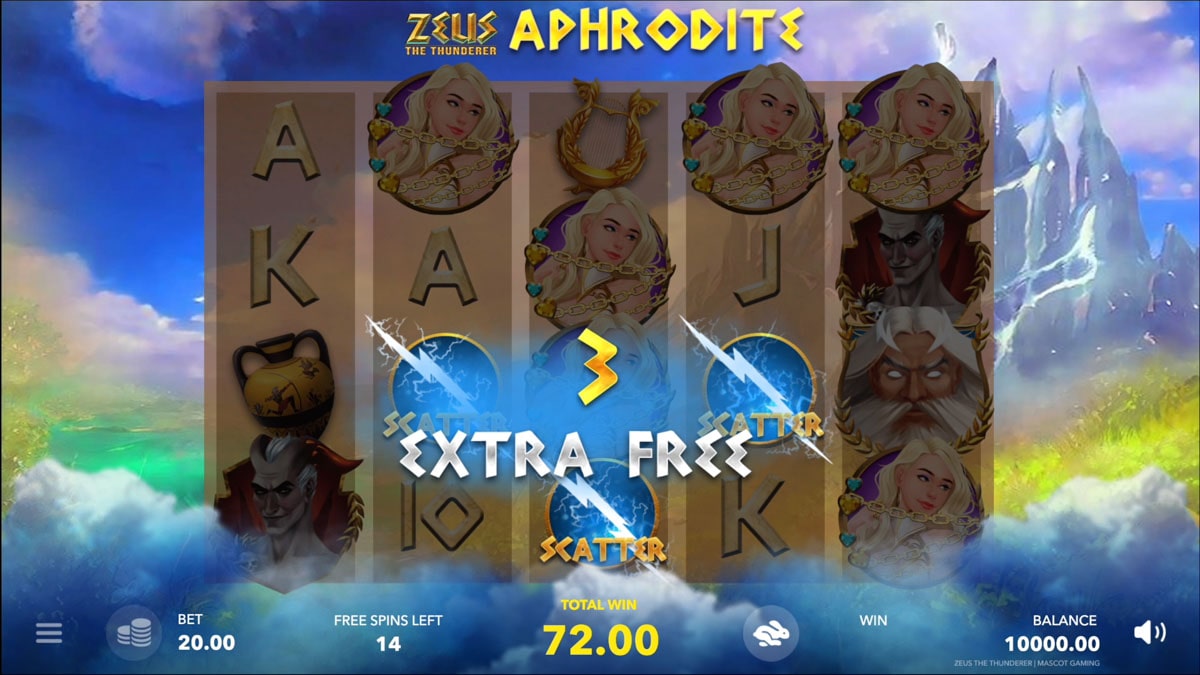 ZEUS
THE THUNDERER
APHRODITE
A
K
A
J
3
SCATTER
SCATTER
EXTRA FREE
10
K
SCATTER
BET
20.00
FREE SPINS LEFT
14
TOTAL WIN
72.00
WIN
BALANCE
10000.00
ZEUS THE THUNDERER | MASCOT GAMING